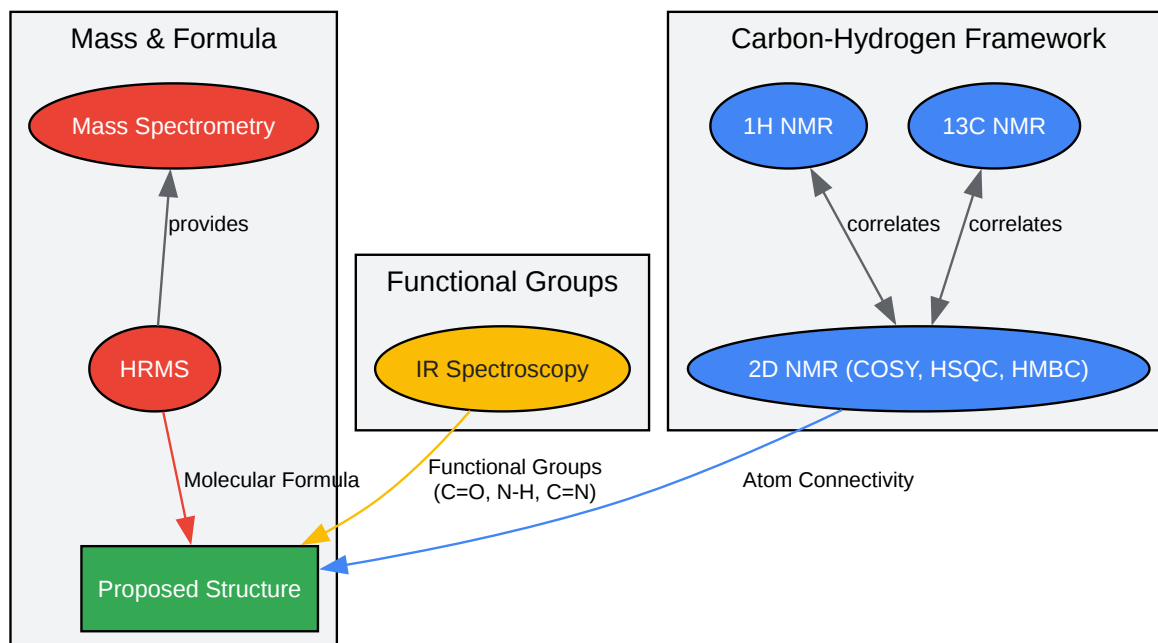 Mass & Formula
Mass Spectrometry
provides
HRMS
Molecular Formula
Proposed Structure
Functional Groups
IR Spectroscopy
Functional Groups
(C=O, N-H, C=N)
Carbon-Hydrogen Framework
1H NMR
13C NMR
correlates
correlates
2D NMR (COSY, HSQC, HMBC)
Atom Connectivity